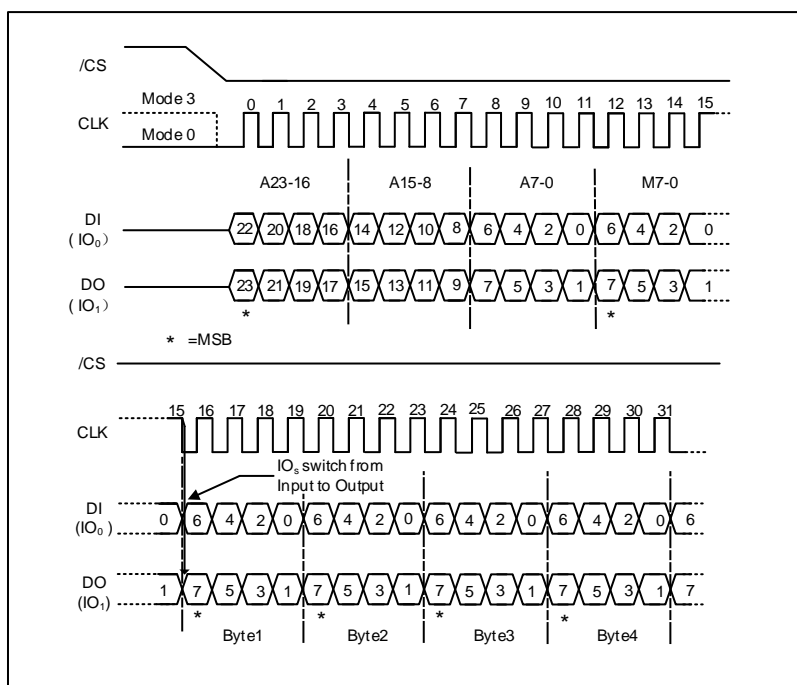 /CS
Mode 3
0 1 2 3 4 5 6 7 8 9 10 11 12 13 14 15
CLK
Mode 0
A23-16 A15-8 A7-0 M7-0
DI
( IO0)
22 20 18 16 14 12 10 8 6 4 2 0 6 4 2 0
DO
( IO1)
23 21 19 17 15 13 11 9 7 5 3 1 7 5 3 1
* *
* =MSB
/CS
15 16 17 18 19 20 21 22 23 24 25 26 27 28 29 30 31
CLK
IOs switch from
Input to Output
DI
(IO0 )
0 6 4 2 0 6 4 2 0 6 4 2 0 6 4 2 0 6
DO
(IO1)
1 7 5 3 1 7 5 3 1 7 5 3 1 7 5 3 1 7
* * * *
Byte1 Byte2 Byte3 Byte4